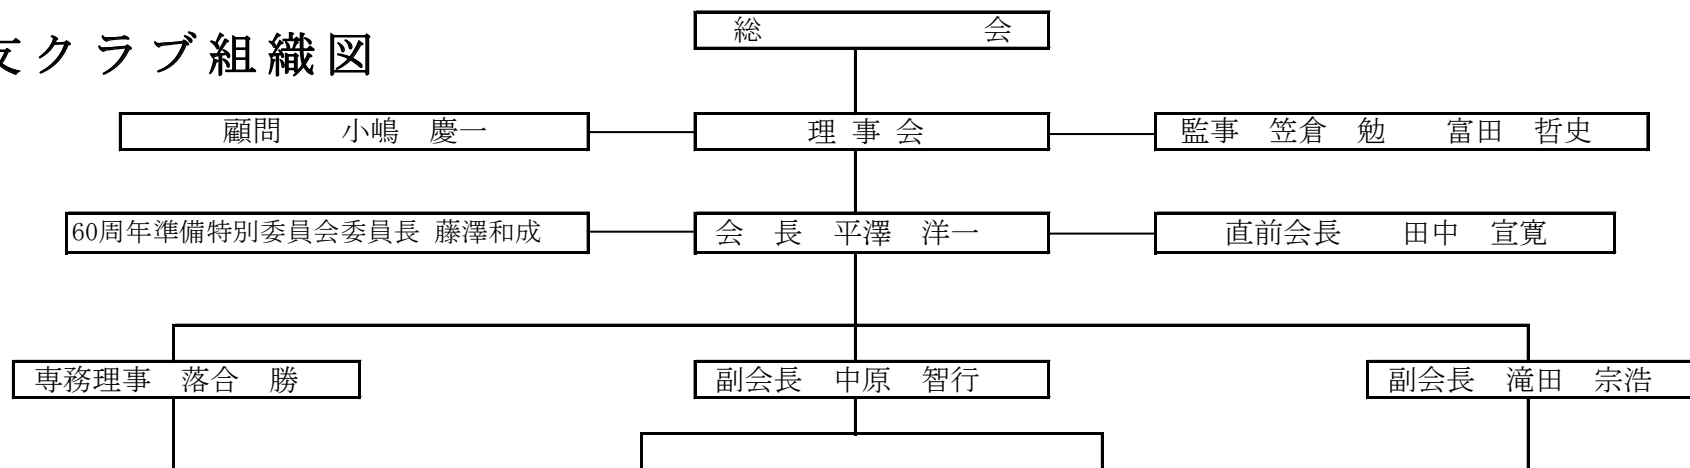 総　　　　　　　　会
友クラブ組織図
顧問　　小嶋　慶一
理 事 会
監事　笠倉　勉　　富田　哲史
60周年準備特別委員会委員長 藤澤和成
会　長　平澤　洋一
直前会長　　田中　宣寛
専務理事　落合　勝
副会長　中原　智行
副会長　滝田　宗浩